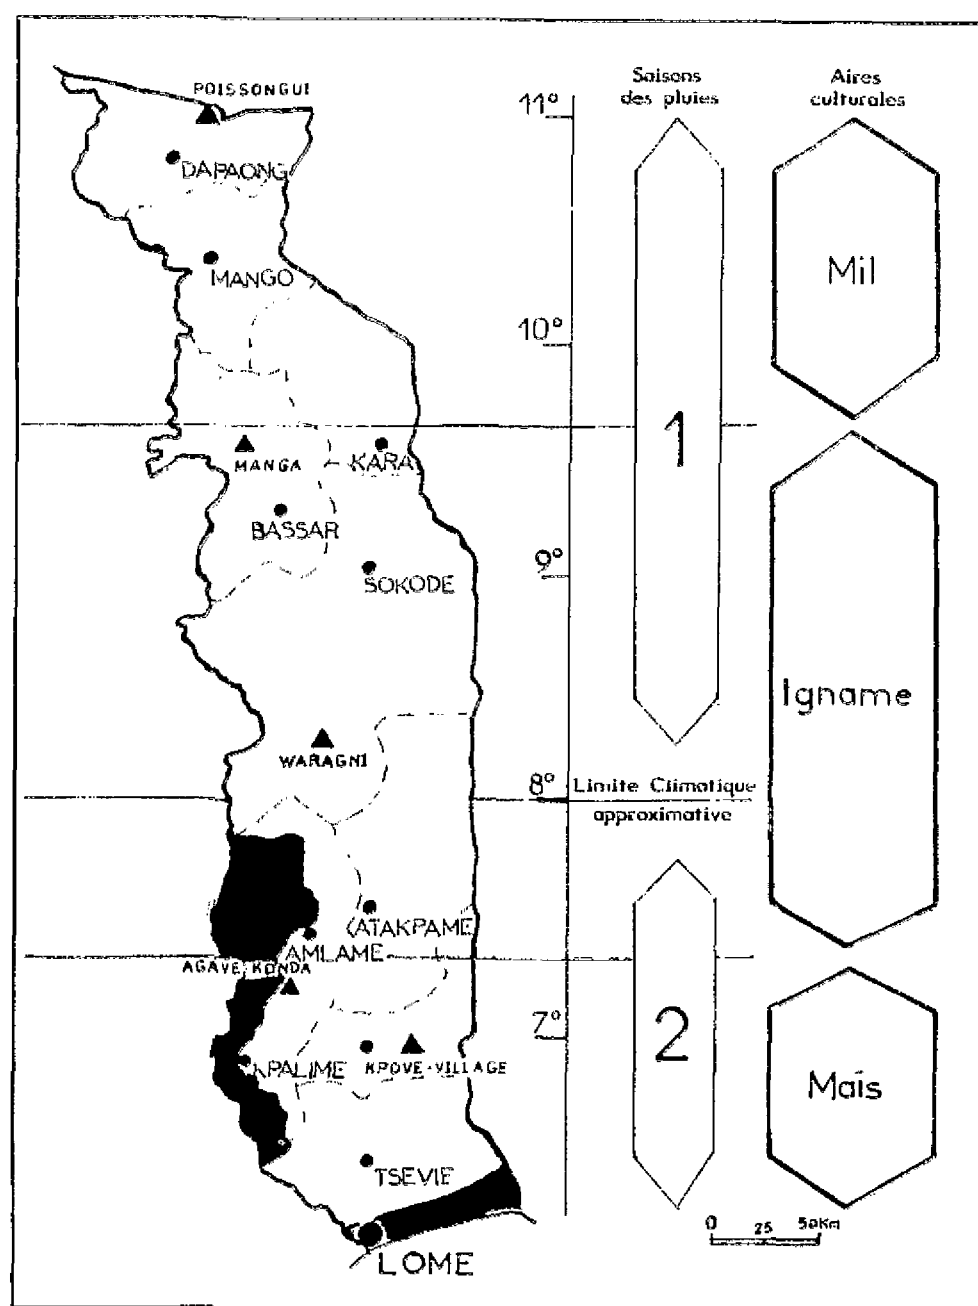 Saisons
des pluies
Aires
culturales
POISSONGUI
11°
DAPAONG
Mil
MANGO
10°
1
MANGA
KARA
BASSAR
9°
SOKODE
Igname
WARAGNI
8°
Limite Climatique
approximative
ATAKPAME
AMLAME
AGAVE-KONDA
7°
2
KPALIME
KPOVE-VILLAGE
Maïs
TSEVIE
0 25 50Km
LOME